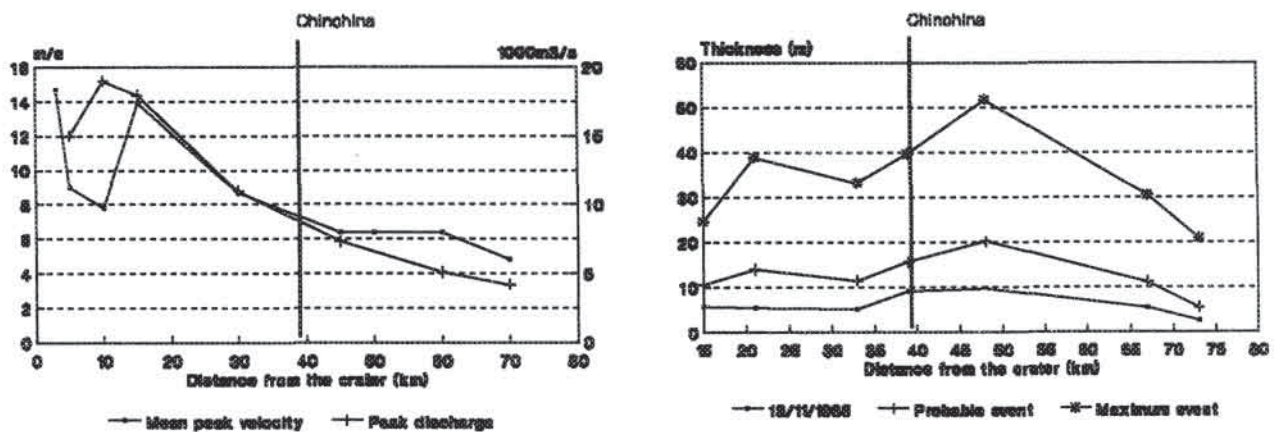 Chinchina
m/s 1000m3/s
16 20
14
12 15
10
8 10
6
4 5
2
0 0
0 10 20 30 40 50 60 70 80
Distance from the crater (km)
Mean peak velocity Peak discharge
Chinchina
Thickness (m)
60
50
40
30
20
10
0
15 20 25 30 35 40 45 50 55 60 65 70 75 80
Distance from the crater (km)
13/11/1985 Probable event Maximum event